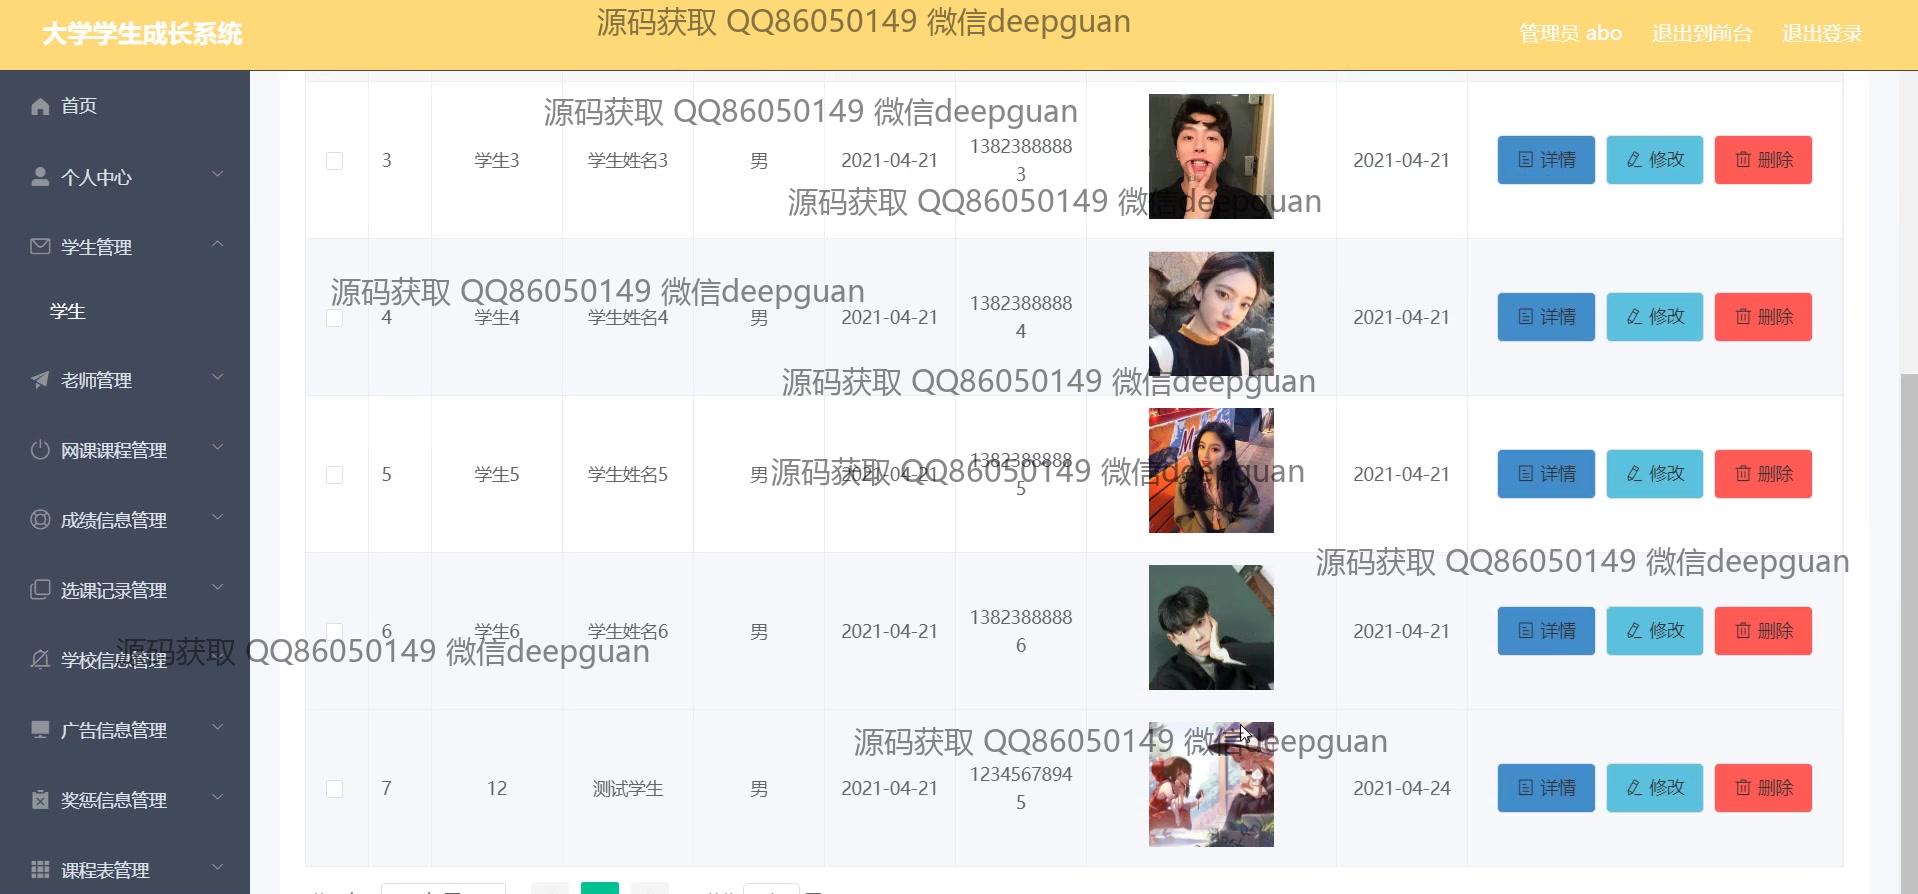 大学学生成长系统
源码获取 QQ86050149 微信deepguan
管理员 abo 退出到前台 退出登录
首页
个人中心
学生管理
学生
老师管理
网课课程管理
成绩信息管理
选课记录管理
学校信息管理
广告信息管理
奖惩信息管理
课程表管理
源码获取 QQ86050149 微信deepguan
3 学生3 学生姓名3 男 2021-04-21 1382388888
3
2021-04-21 详情 修改 删除
源码获取 QQ86050149 微信deepguan
源码获取 QQ86050149 微信deepguan
4 学生4 学生姓名4 男 2021-04-21 1382388888
4
2021-04-21 详情 修改 删除
源码获取 QQ86050149 微信deepguan
5 学生5 学生姓名5 男 2021-04-21 1382388888
5
2021-04-21 详情 修改 删除
源码获取 QQ86050149 微信deepguan
源码获取 QQ86050149 微信deepguan
6 学生6 学生姓名6 男 2021-04-21 1382388888
6
2021-04-21 详情 修改 删除
源码获取 QQ86050149 微信deepguan
源码获取 QQ86050149 微信deepguan
7 12 测试学生 男 2021-04-21 1234567894
5
2021-04-24 详情 修改 删除